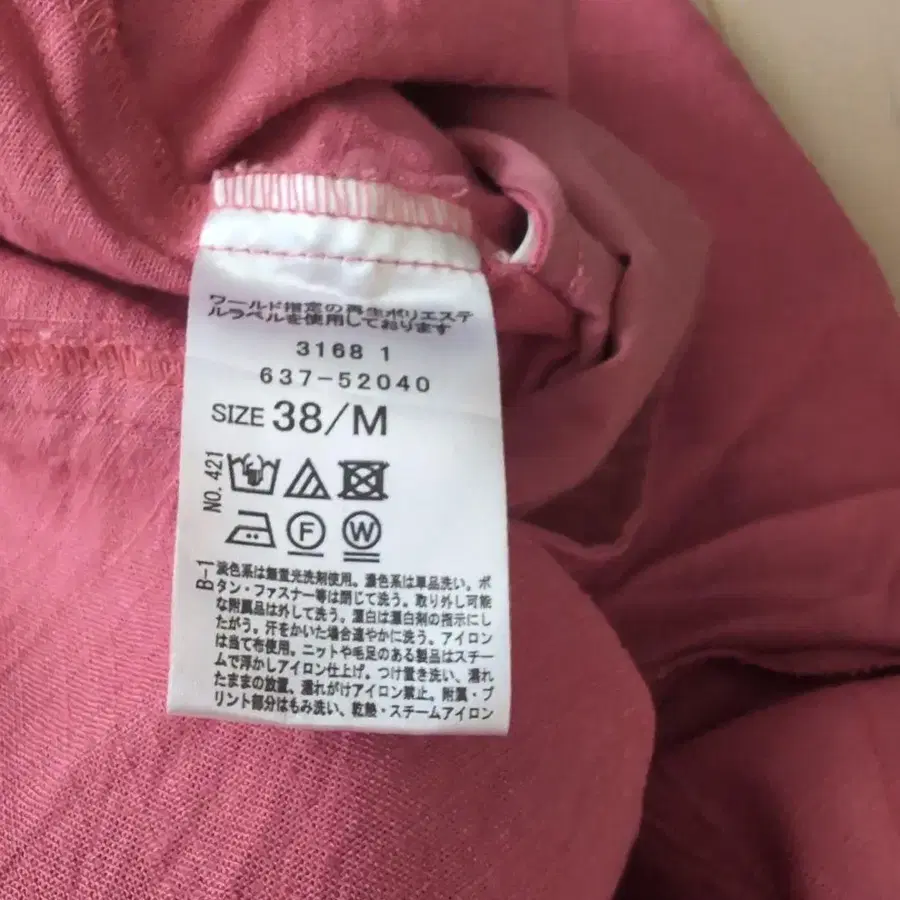 ワールド指定の再生ポリエステ
ルラベルを使用しております
3168 1
637-52040
SIZE 38/M
NO. 421
F W
B-1
淡色系は無蛍光洗剤使用。濃色系は単品洗い。ボ
タン・ファスナー等は閉じて洗う。取り外し可能
な附属品は外して洗う。漂白は漂白剤の指示にし
たがう。汗をかいた場合速やかに洗う。アイロン
は当て布使用。ニットや毛足のある製品はスチー
ムで浮かしアイロン仕上げ。つけ置き洗い、濡れ
たままの放置、濡れがけアイロン禁止。附属・プ
リント部分はもみ洗い、乾熱・スチームアイロン